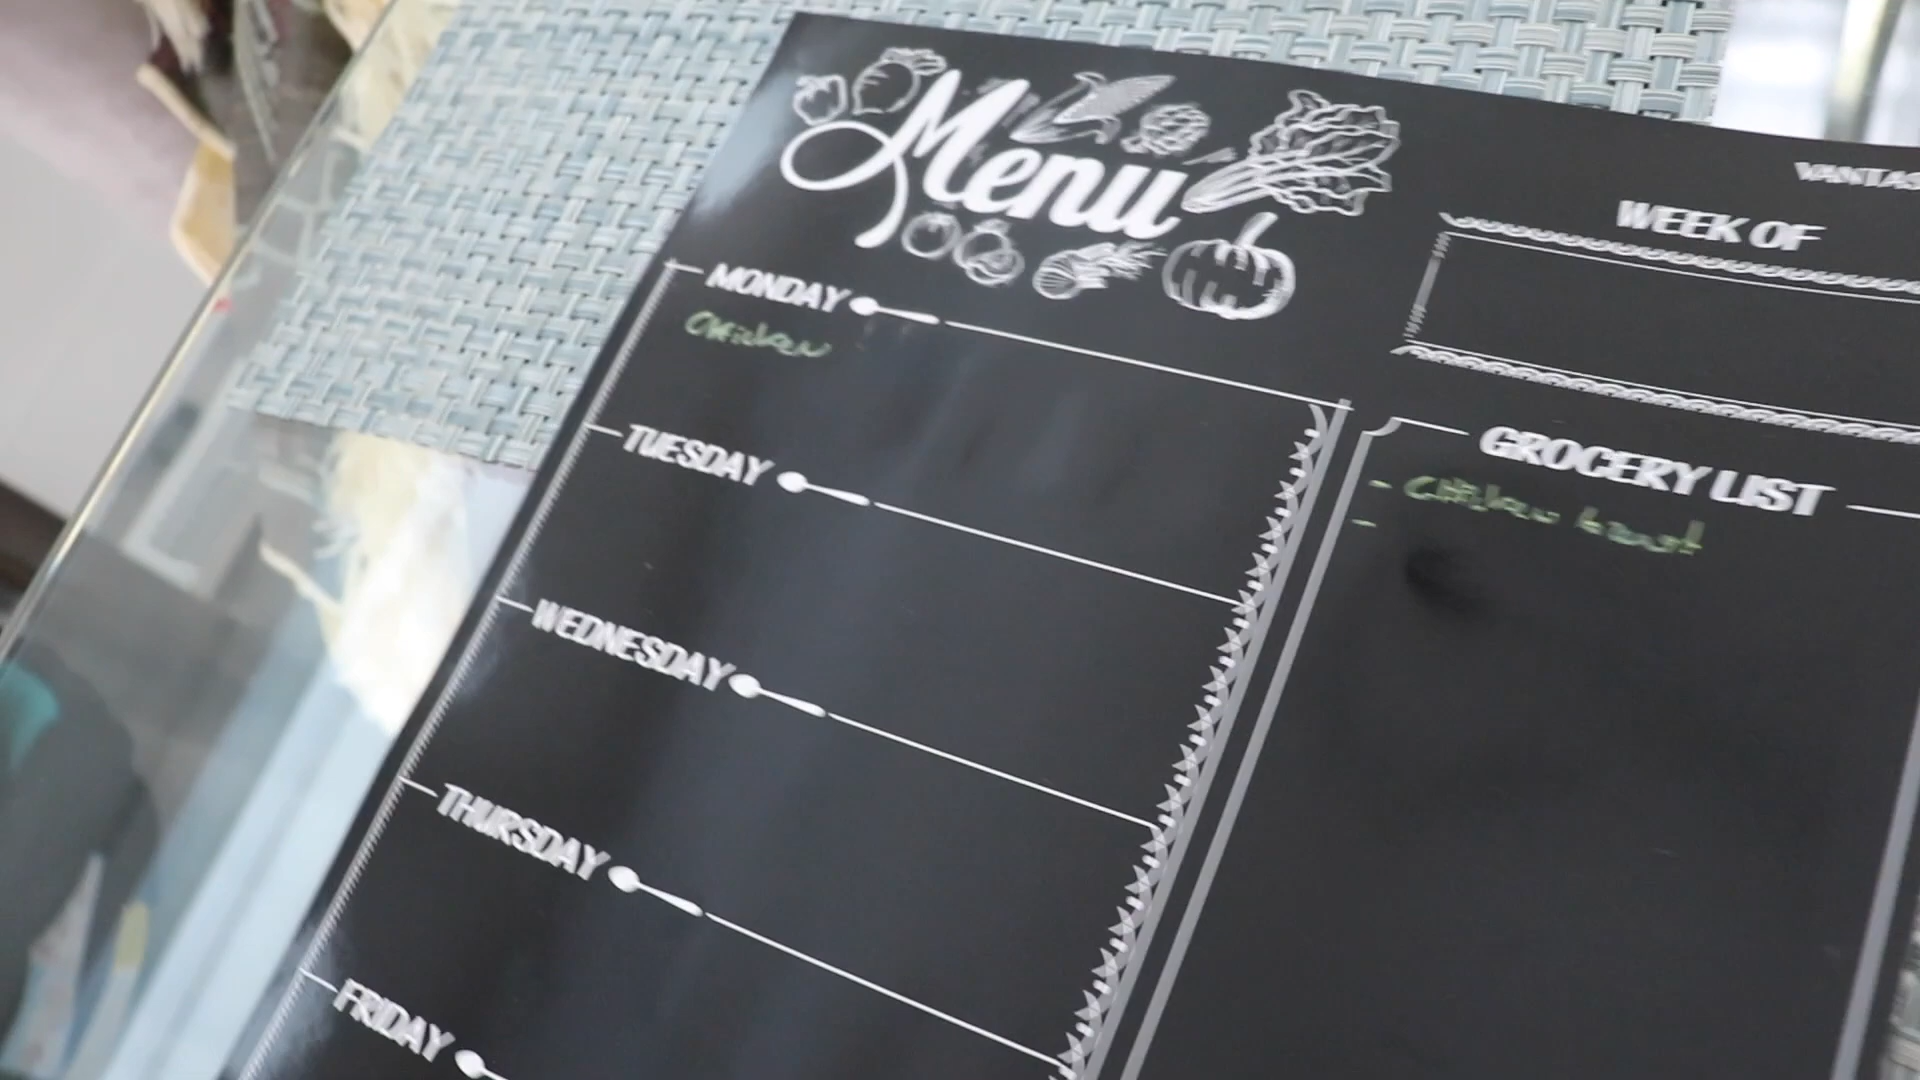 Menu
VANTAS
WEEK OF
MONDAY
Chicken
TUESDAY
WEDNESDAY
THURSDAY
FRIDAY
GROCERY LIST
- Chicken breast
-